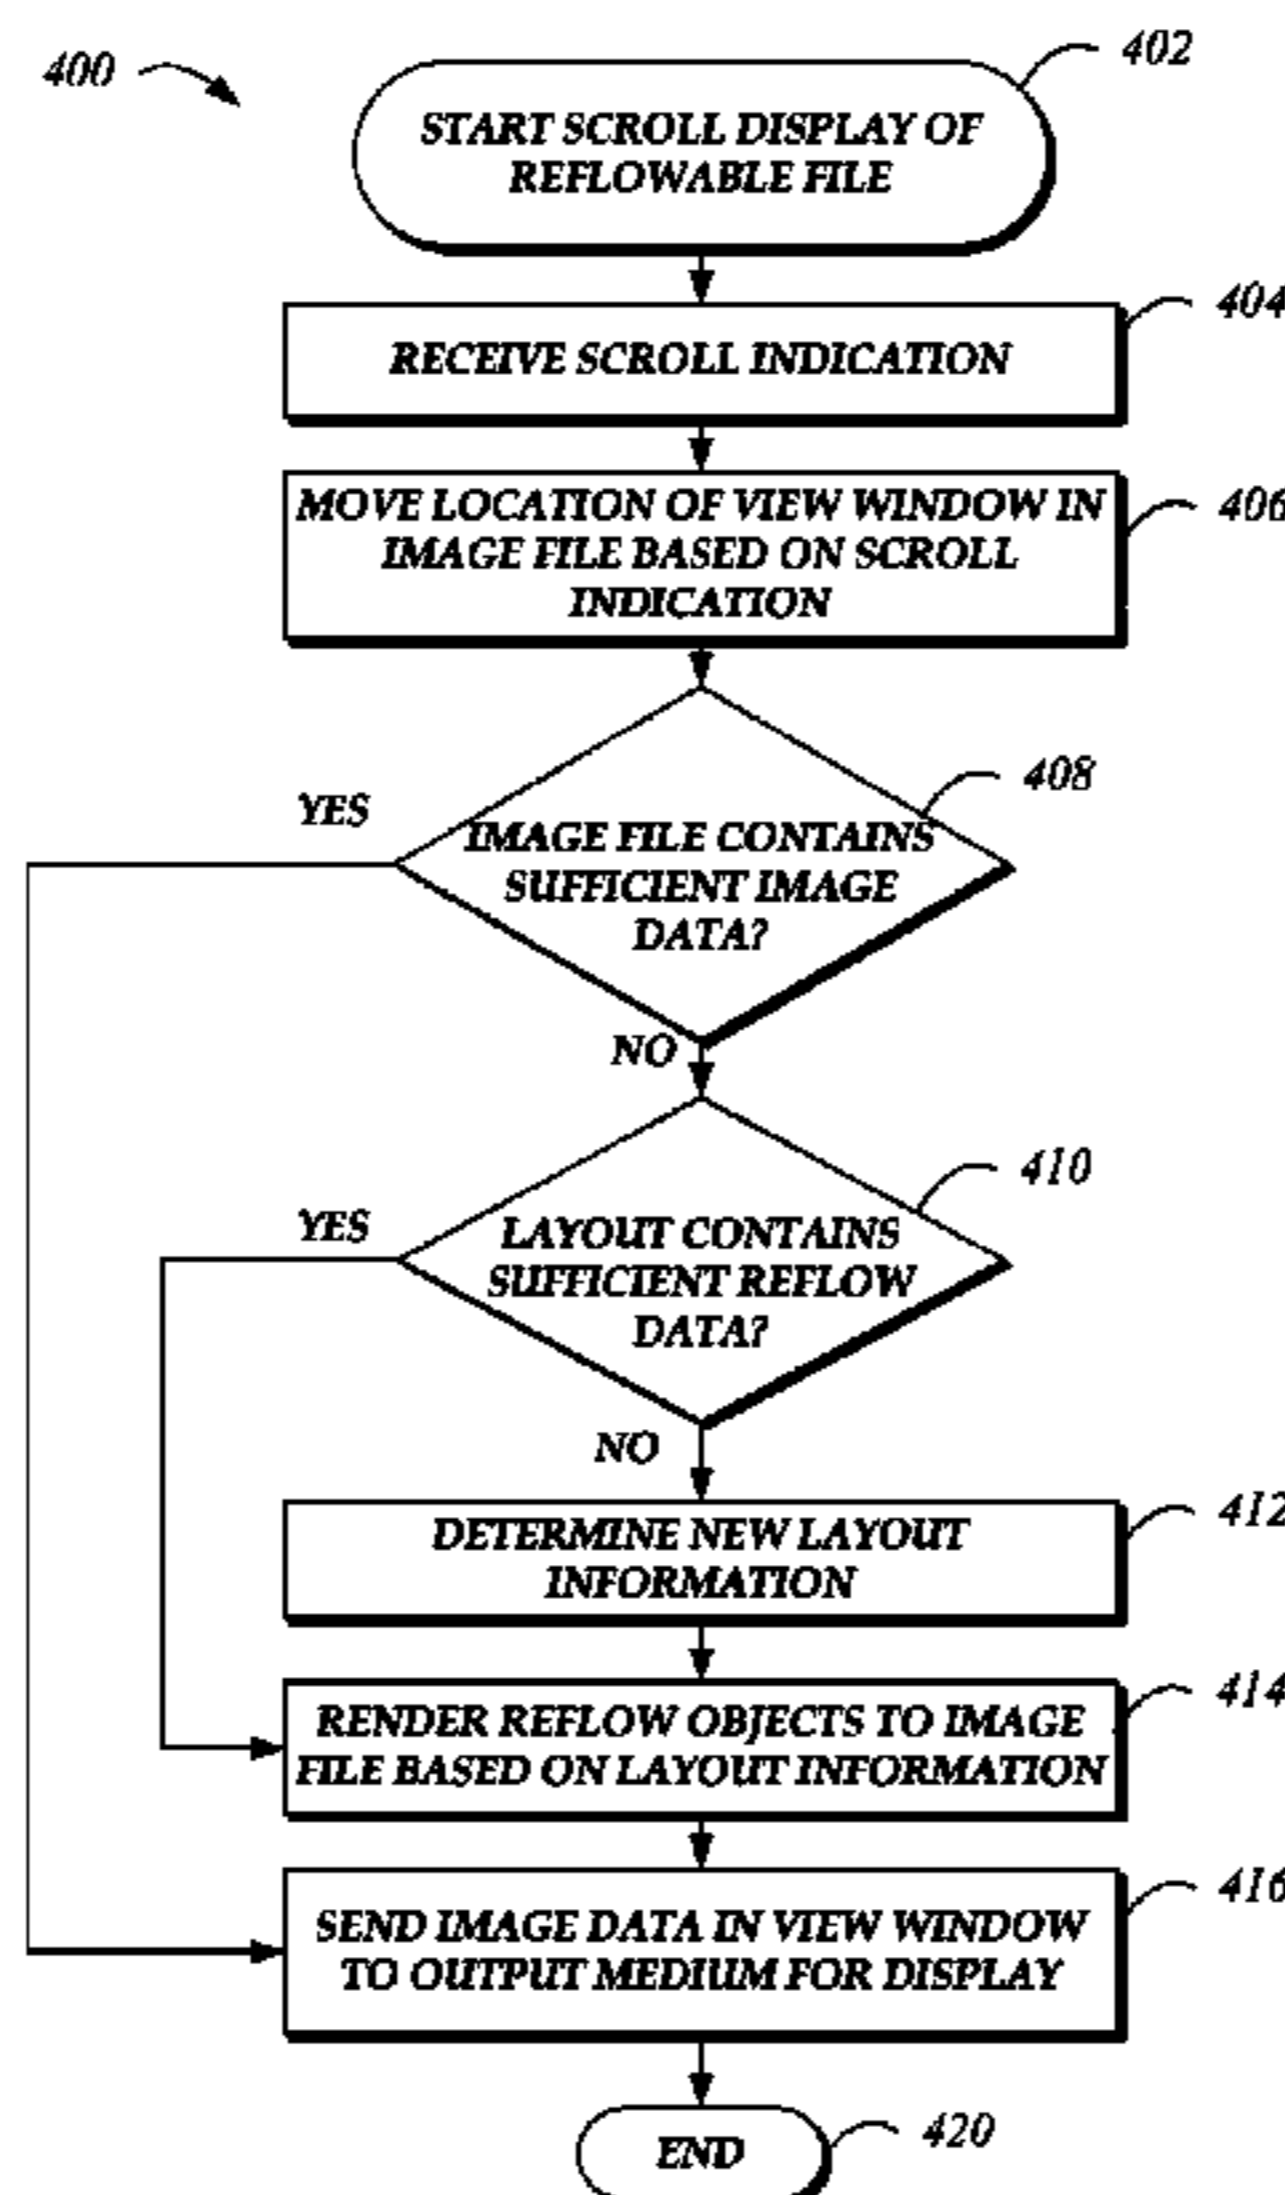 400
402
START SCROLL DISPLAY OF
REFLOWABLE FILE
404
RECEIVE SCROLL INDICATION
406
MOVE LOCATION OF VIEW WINDOW IN
IMAGE FILE BASED ON SCROLL
INDICATION
408
YES
IMAGE FILE CONTAINS
SUFFICIENT IMAGE
DATA?
NO
410
YES
LAYOUT CONTAINS
SUFFICIENT REFLOW
DATA?
NO
412
DETERMINE NEW LAYOUT
INFORMATION
414
RENDER REFLOW OBJECTS TO IMAGE
FILE BASED ON LAYOUT INFORMATION
416
SEND IMAGE DATA IN VIEW WINDOW
TO OUTPUT MEDIUM FOR DISPLAY
420
END